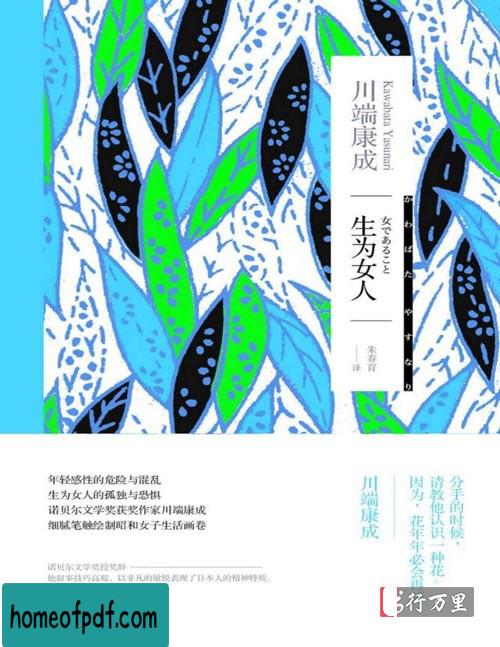 Kawabata Yasunari
川端康成
女であること
生为女人
朱春育
译
かわばた やすなり
年轻感性的危险与混乱
生为女人的孤独与恐惧
诺贝尔文学奖获奖作家川端康成
细腻笔触绘制昭和女子生活画卷
诺贝尔文学奖授奖辞
他叙事技巧高超，以非凡的敏锐表现了日本人的精神特质。
分手的时候，
请教他认识一种花。
因为，花年年必会再
川端康成
行万里
homeofpdf.com